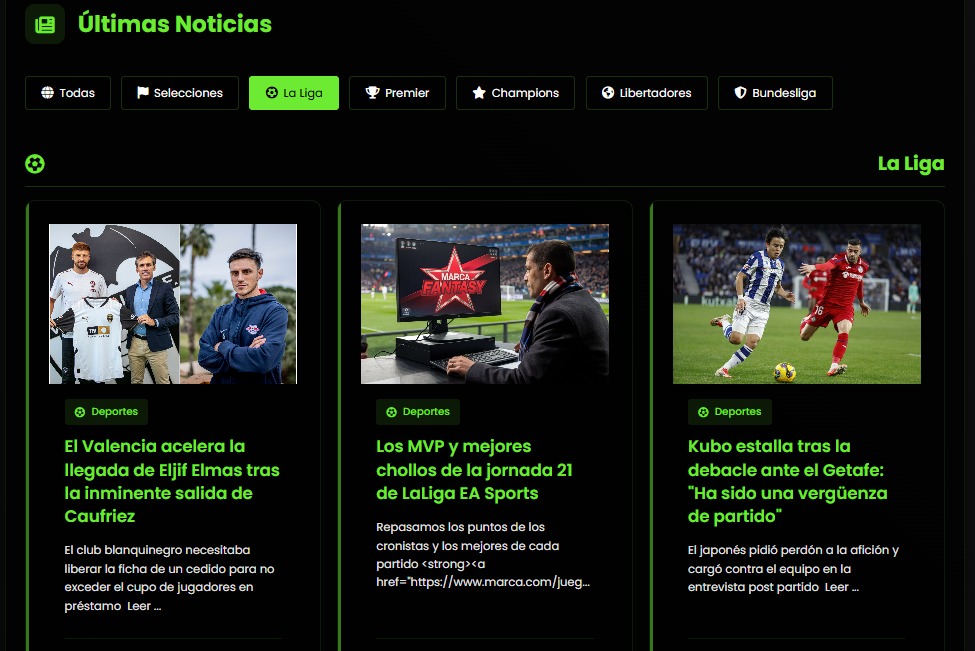 Últimas Noticias
Todas
Selecciones
La Liga
Premier
Champions
Libertadores
Bundesliga
La Liga
MARCA
FANTASY
16
Deportes
El Valencia acelera la
llegada de Eljif Elmas tras
la inminente salida de
Caufriez
El club blanquinegro necesitaba
liberar la ficha de un cedido para no
exceder el cupo de jugadores en
préstamo  Leer ...
Deportes
Los MVP y mejores
chollos de la jornada 21
de LaLiga EA Sports
Repasamos los puntos de los
cronistas y los mejores de cada
partido <strong><a
href="https://www.marca.com/jueg...
Deportes
Kubo estalla tras la
debacle ante el Getafe:
"Ha sido una vergüenza
de partido"
El japonés pidió perdón a la afición y
cargó contra el equipo en la
entrevista post partido  Leer ...